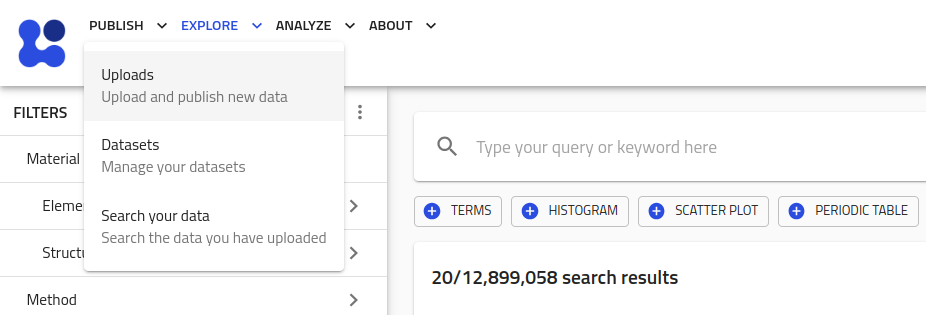 PUBLISH EXPLORE ANALYZE ABOUT
Uploads
Upload and publish new data
Datasets
Manage your datasets
Search your data
Search the data you have uploaded
FILTERS
Material
Eleme
Struct
Method
Type your query or keyword here
TERMS HISTOGRAM SCATTER PLOT PERIODIC TABLE
20/12,899,058 search results